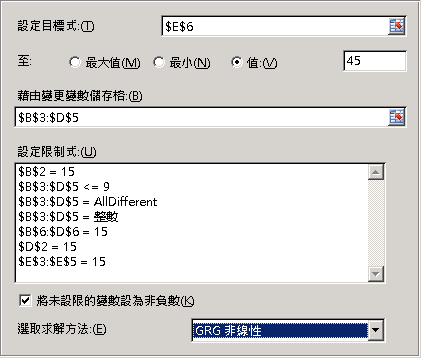 設定目標式:(T) $E$6
至: 最大值(M) 最小(N) 值:(V) 45
藉由變更變數儲存格:(B)
$B$3:$D$5
設定限制式:(U)
$B$2 = 15
$B$3:$D$5 <= 9
$B$3:$D$5 = AllDifferent
$B$3:$D$5 = 整數
$B$6:$D$6 = 15
$D$2 = 15
$E$3:$E$5 = 15
將未設限的變數設為非負數(K)
選取求解方法:(E) GRG 非線性